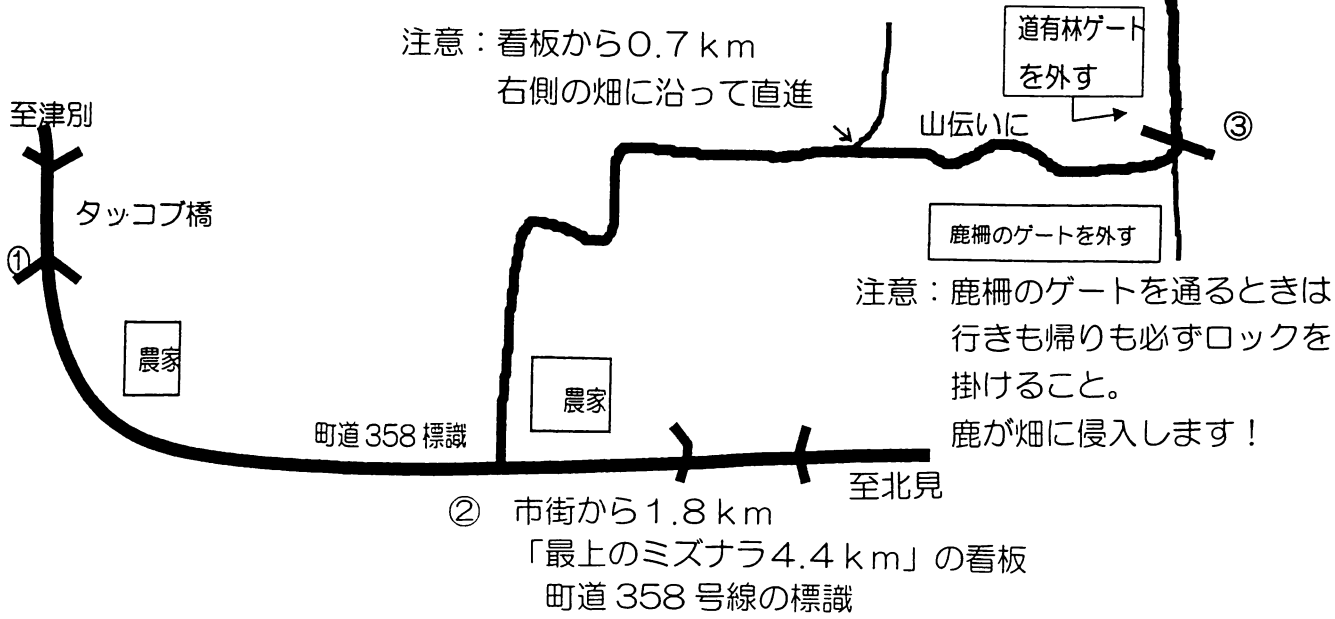 注意：看板から0.7ｋｍ
右側の畑に沿って直進
道有林ゲート
を外す
至津別
山伝いに
③
タッコブ橋
①
鹿柵のゲートを外す
注意：鹿柵のゲートを通るときは
行きも帰りも必ずロックを
掛けること。
鹿が畑に侵入します！
農家
農家
町道358標識
至北見
② 市街から1.8ｋｍ
「最上のミズナラ4.4ｋｍ」の看板
町道358号線の標識